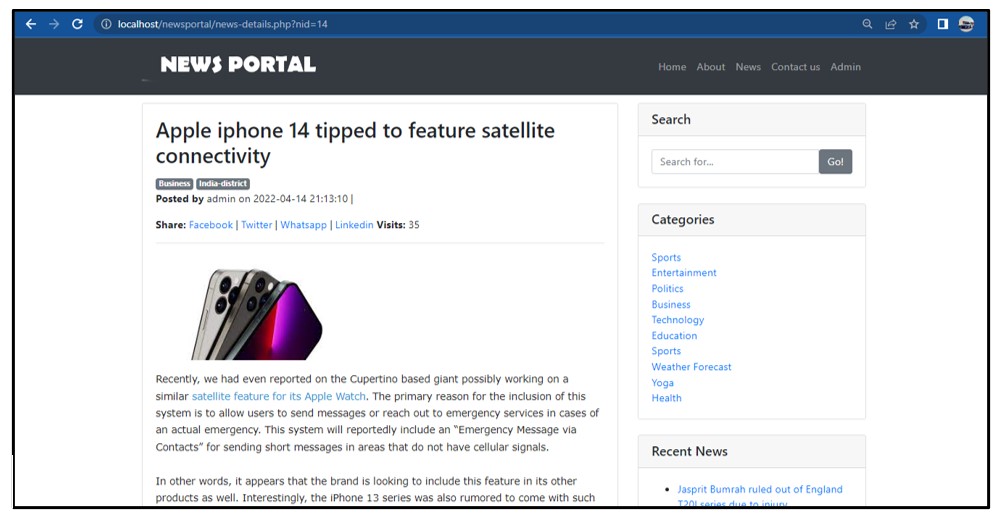 localhost/newsportal/news-details.php?nid=14
NEWS PORTAL
Home About News Contact us Admin
Apple iphone 14 tipped to feature satellite
connectivity
Business India-district
Posted by admin on 2022-04-14 21:13:10 |
Share: Facebook | Twitter | Whatsapp | Linkedin Visits: 35
Recently, we had even reported on the Cupertino based giant possibly working on a
similar satellite feature for its Apple Watch. The primary reason for the inclusion of this
system is to allow users to send messages or reach out to emergency services in cases of
an actual emergency. This system will reportedly include an “Emergency Message via
Contacts” for sending short messages in areas that do not have cellular signals.
In other words, it appears that the brand is looking to include this feature in its other
products as well. Interestingly, the iPhone 13 series was also rumored to come with such
Search
Search for...
Go!
Categories
Sports
Entertainment
Politics
Business
Technology
Education
Sports
Weather Forecast
Yoga
Health
Recent News
Jasprit Bumrah ruled out of England
T20I series due to injury